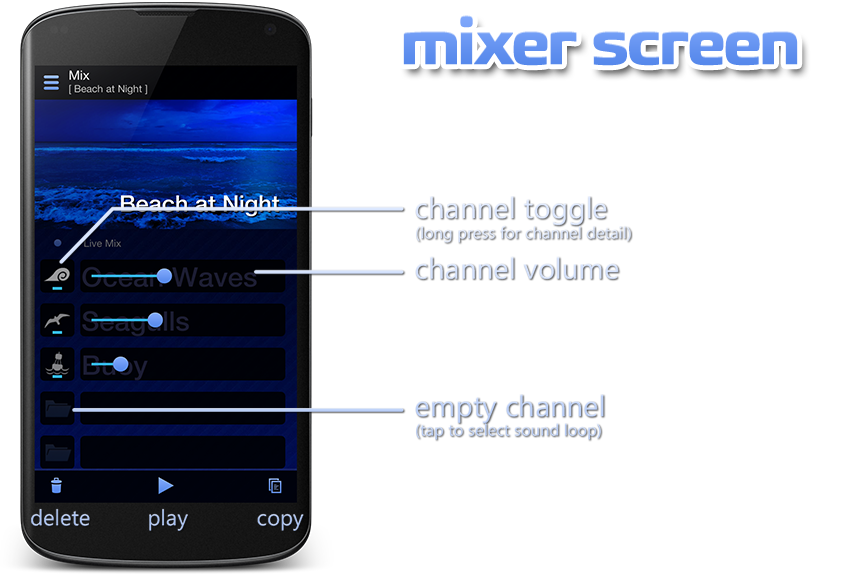 mixer screen
Mix
[ Beach at Night ]
Beach at Night
channel toggle
(long press for channel detail)
Live Mix
Ocean Waves
channel volume
Seagulls
Buoy
empty channel
(tap to select sound loop)
delete
play
copy